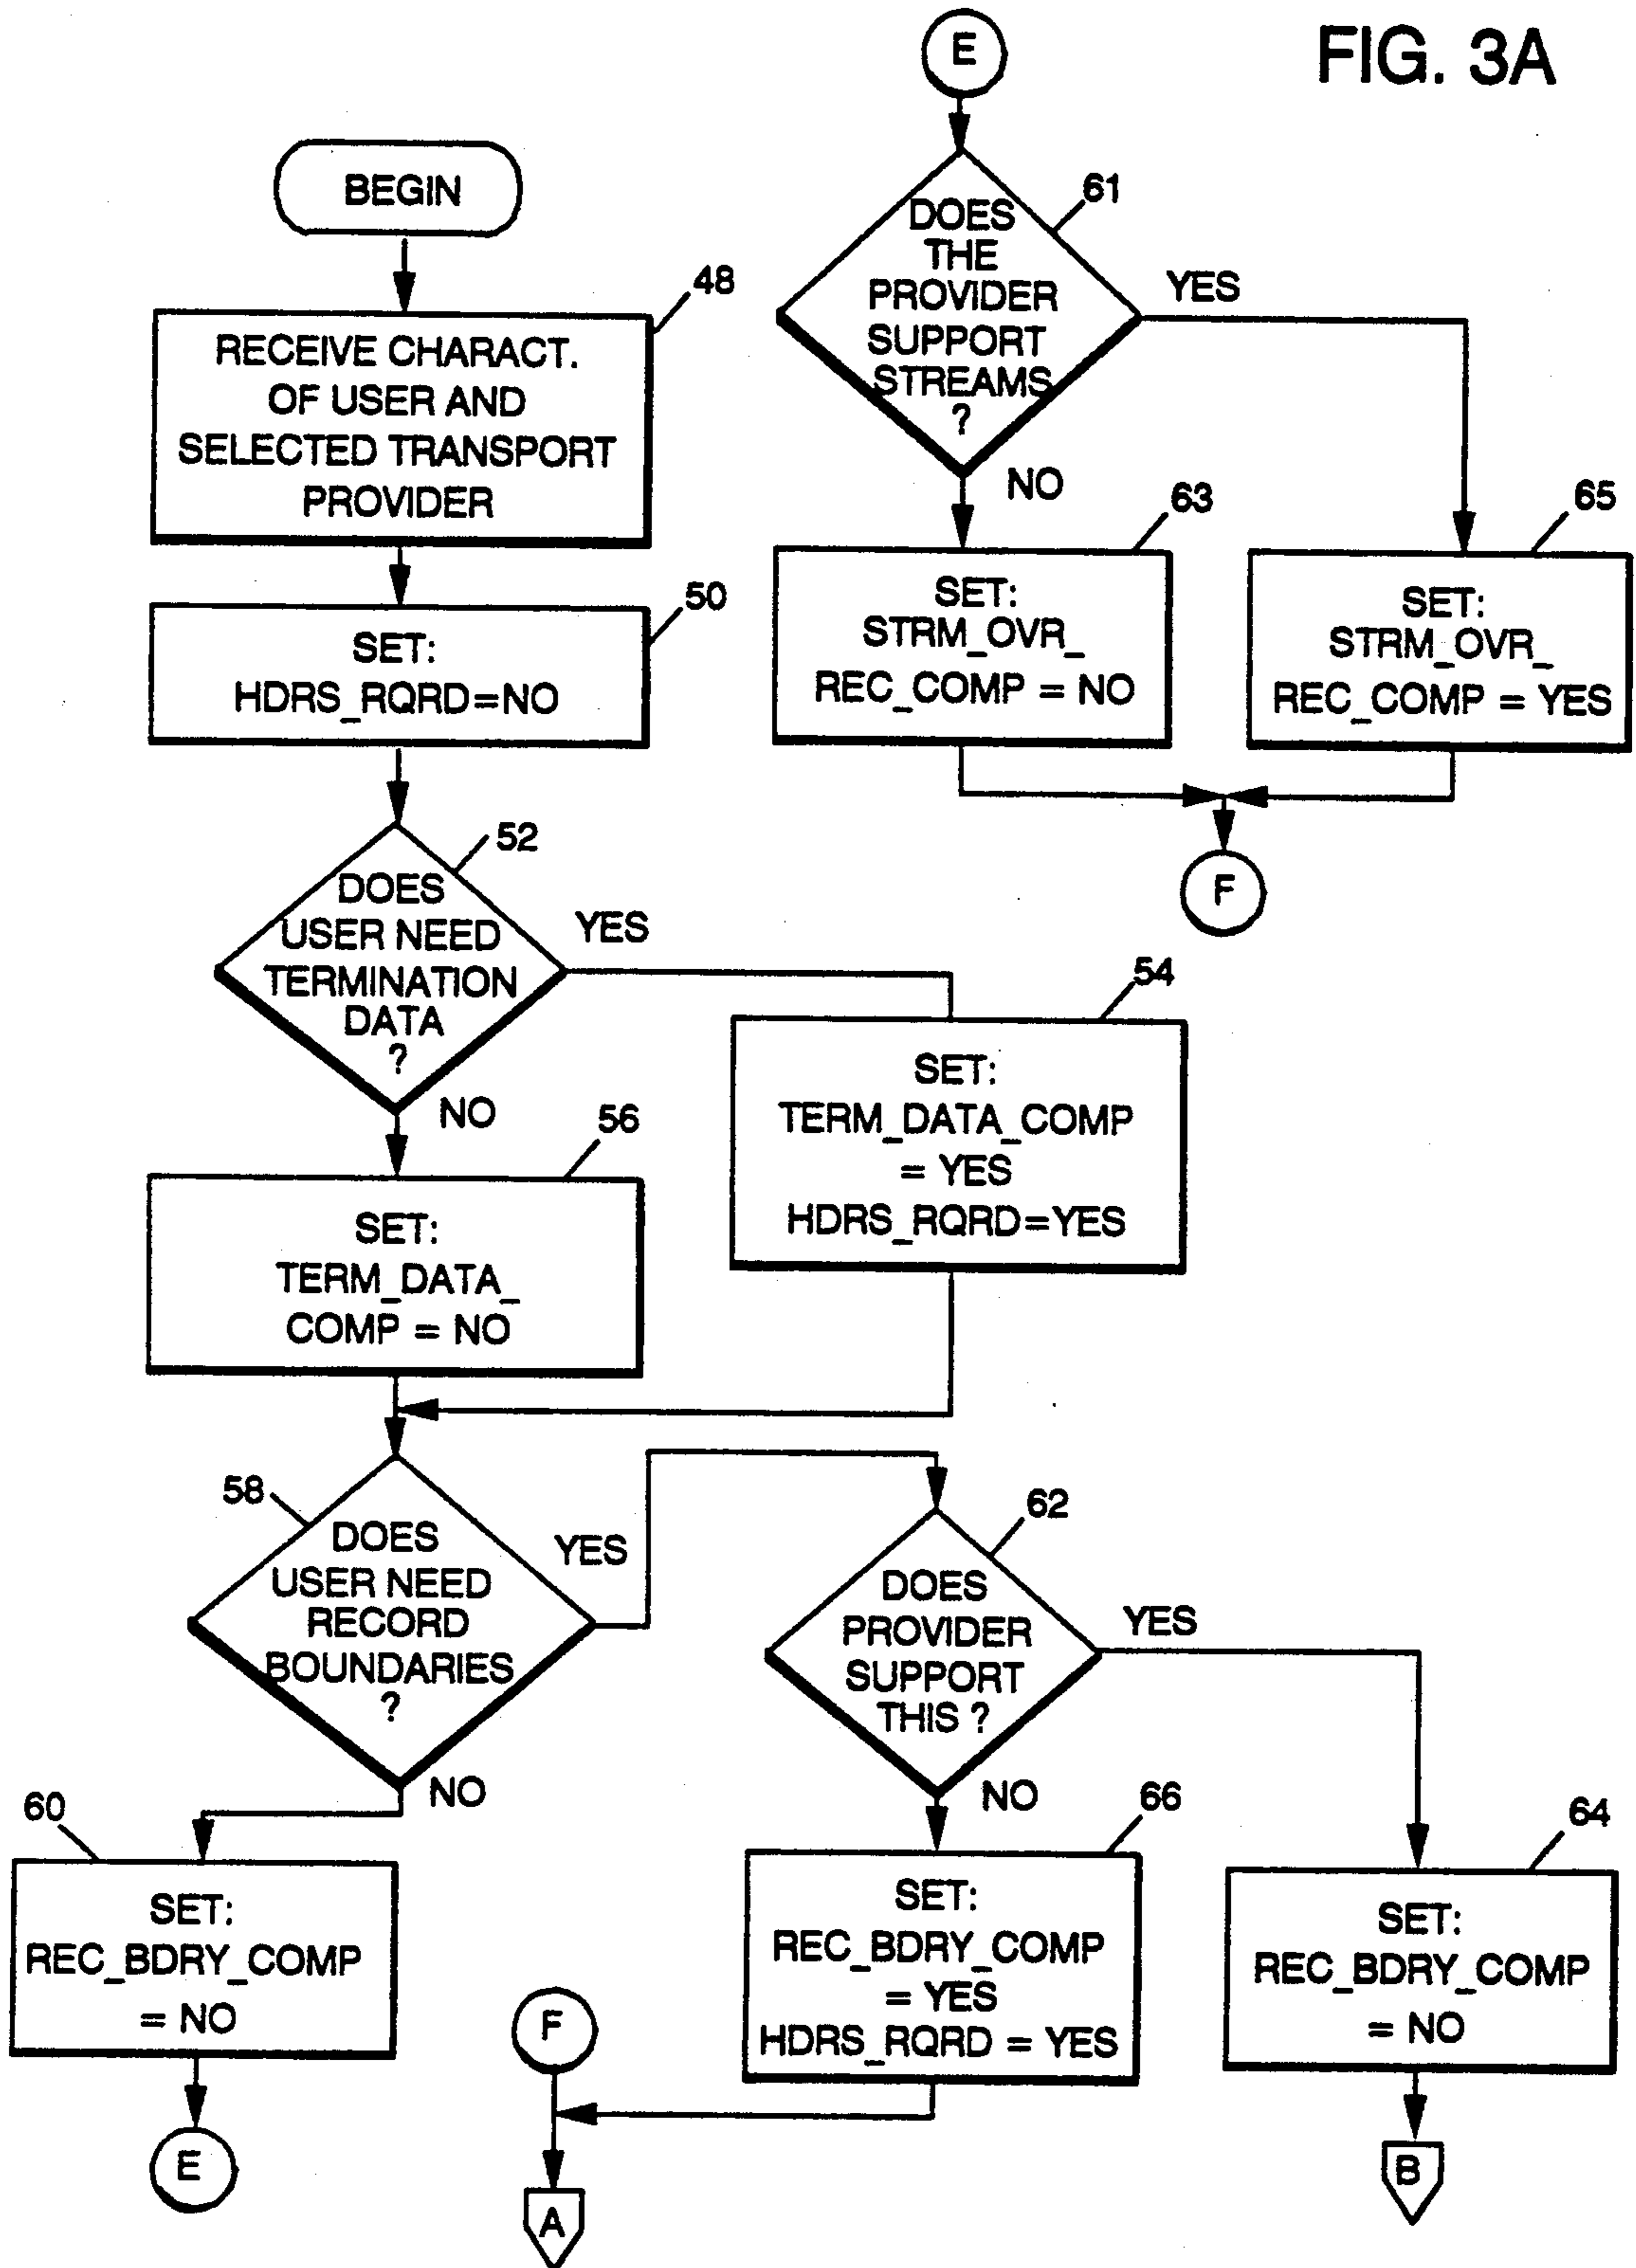 FIG. 3A
BEGIN
48
RECEIVE CHARACT.
OF USER AND
SELECTED TRANSPORT
PROVIDER
50
SET:
HDRS_RQRD=NO
52
DOES
USER NEED
TERMINATION
DATA
?
YES
NO
54
SET:
TERM_DATA_COMP
= YES
HDRS_RQRD=YES
56
SET:
TERM_DATA_
COMP = NO
58
DOES
USER NEED
RECORD
BOUNDARIES
?
YES
NO
60
SET:
REC_BDRY_COMP
= NO
E
62
DOES
PROVIDER
SUPPORT
THIS ?
YES
NO
66
SET:
REC_BDRY_COMP
= YES
HDRS_RQRD = YES
F
A
64
SET:
REC_BDRY_COMP
= NO
B
E
61
DOES
THE
PROVIDER
SUPPORT
STREAMS
?
YES
NO
63
SET:
STRM_OVR_
REC_COMP = NO
65
SET:
STRM_OVR_
REC_COMP = YES
F